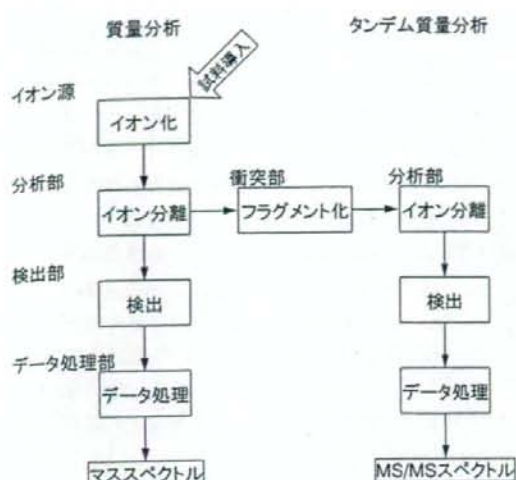 質量分析
タンデム質量分析
試料導入
イオン源
イオン化
分析部
衝突部
分析部
イオン分離
フラグメント化
イオン分離
検出部
検出
検出
データ処理部
データ処理
データ処理
マススペクトル
MS/MSスペクトル